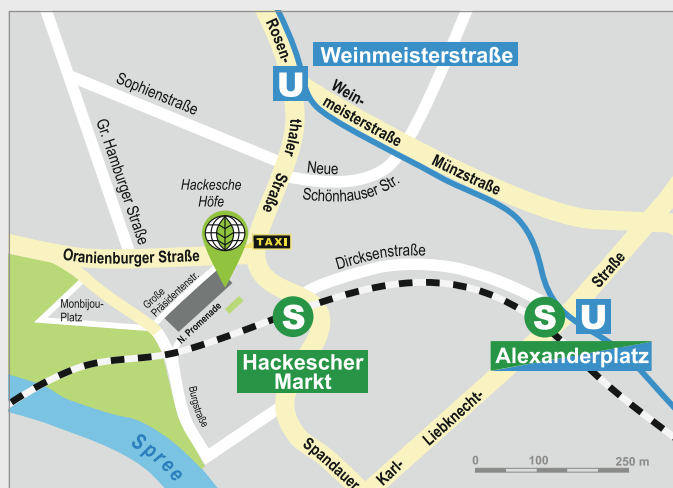 Rosen-
U
Weinmeisterstraße
Sophienstraße
Wein-
meisterstraße
thaler
Straße
Gr. Hamburger Straße
Neue
Schönhauser Str.
Münzstraße
Hackesche
Höfe
TAXI
Oranienburger Straße
Dircksenstraße
Straße
Große
Präsidentenstr.
Monbijou-
Platz
N. Promenade
S
S
U
Hackescher
Markt
Alexanderplatz
Burgstraße
Liebknecht-
Karl-
Spandauer
Spree
0 100 250 m